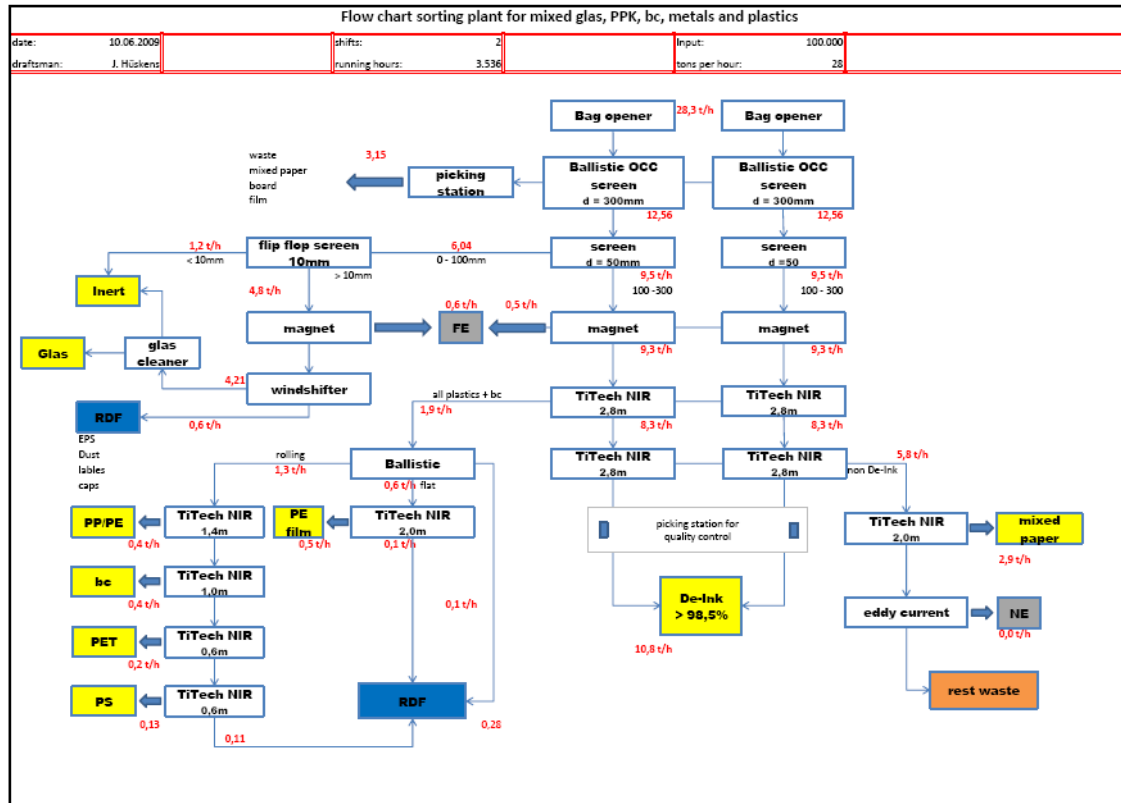 Flow chart sorting plant for mixed glas, PPK, bc, metals and plastics
date: 10.06.2009 shifts: 2 Input: 100.000
draftsman: J. Hüskens running hours: 3.536 tons per hour: 28
Bag opener
28,3 t/h
Bag opener
waste
mixed paper
board
film
3,15
picking
station
Ballistic OCC
screen
d = 300mm
Ballistic OCC
screen
d = 300mm
12,56
12,56
1,2 t/h
< 10mm
flip flop screen
10mm
6,04
0 - 100mm
screen
d = 50mm
screen
d =50
> 10mm
9,5 t/h
100 -300
9,5 t/h
100 - 300
Inert
4,8 t/h
magnet
0,6 t/h
FE
0,5 t/h
magnet
magnet
9,3 t/h
9,3 t/h
Glas
glas
cleaner
4,21
windshifter
all plastics + bc
1,9 t/h
TiTech NIR
2,8m
TiTech NIR
2,8m
RDF
0,6 t/h
8,3 t/h
8,3 t/h
EPS
Dust
lables
caps
rolling
1,3 t/h
Ballistic
0,6 t/h flat
TiTech NIR
2,8m
TiTech NIR
2,8m
5,8 t/h
non De-Ink
PP/PE
0,4 t/h
TiTech NIR
1,4m
PE
film
0,5 t/h
TiTech NIR
2,0m
0,1 t/h
picking station for
quality control
TiTech NIR
2,0m
mixed
paper
2,9 t/h
bc
0,4 t/h
TiTech NIR
1,0m
0,1 t/h
De-Ink
> 98,5%
10,8 t/h
eddy current
NE
0,0 t/h
PET
0,2 t/h
TiTech NIR
0,6m
PS
0,13
TiTech NIR
0,6m
0,11
RDF
0,28
rest waste